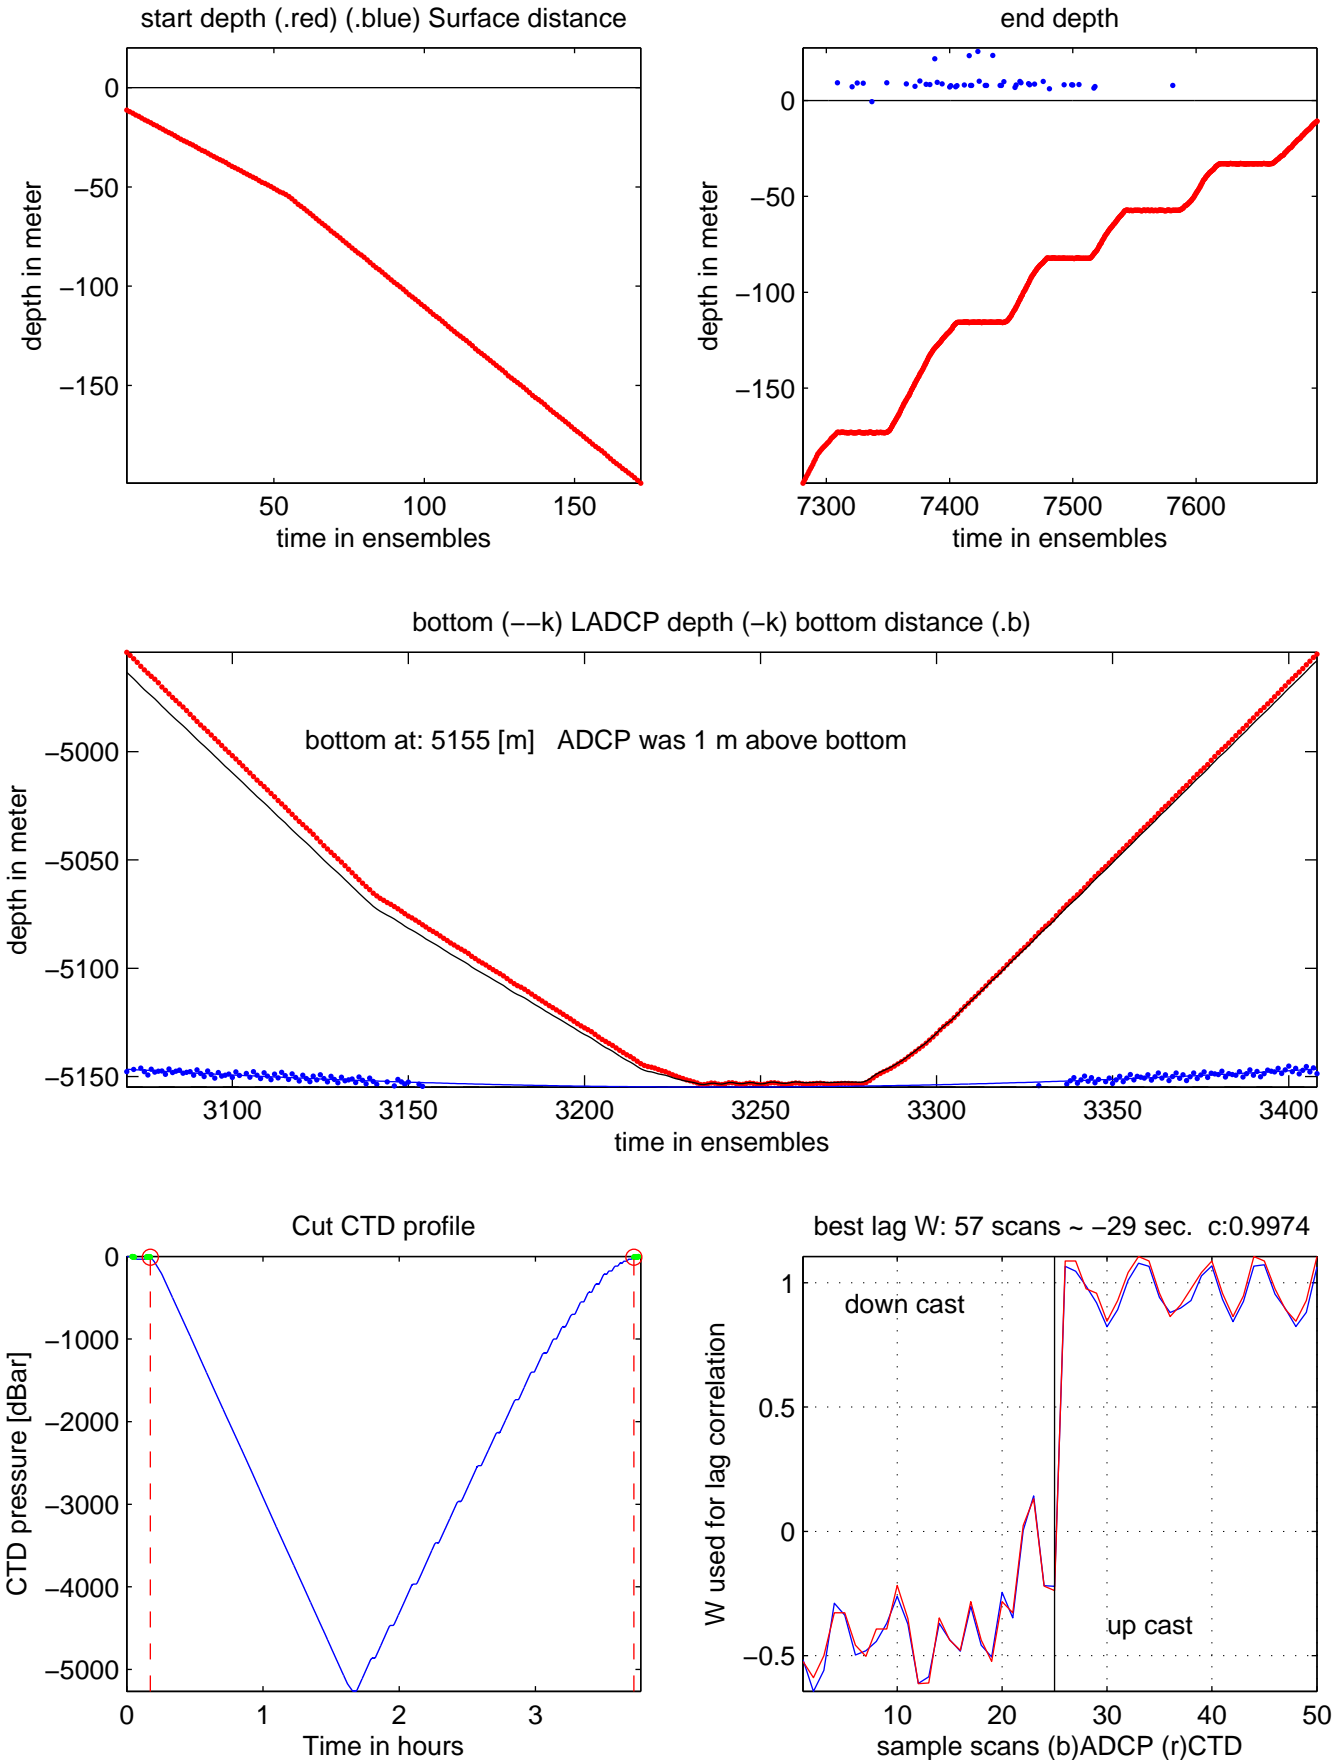 start depth (.red) (.blue) Surface distance
end depth
0
−50
−100
−150
depth in meter
50
100
150
time in ensembles
0
−50
−100
−150
depth in meter
7300
7400
7500
7600
time in ensembles
bottom (−−k) LADCP depth (−k) bottom distance (.b)
bottom at: 5155 [m]   ADCP was 1 m above bottom
−5000
−5050
−5100
−5150
depth in meter
3100
3150
3200
3250
3300
3350
3400
time in ensembles
Cut CTD profile
0
−1000
−2000
−3000
−4000
−5000
CTD pressure [dBar]
0
1
2
3
Time in hours
best lag W: 57 scans ~ −29 sec.  c:0.9974
down cast
up cast
1
0.5
0
−0.5
W used for lag correlation
10
20
30
40
50
sample scans (b)ADCP (r)CTD